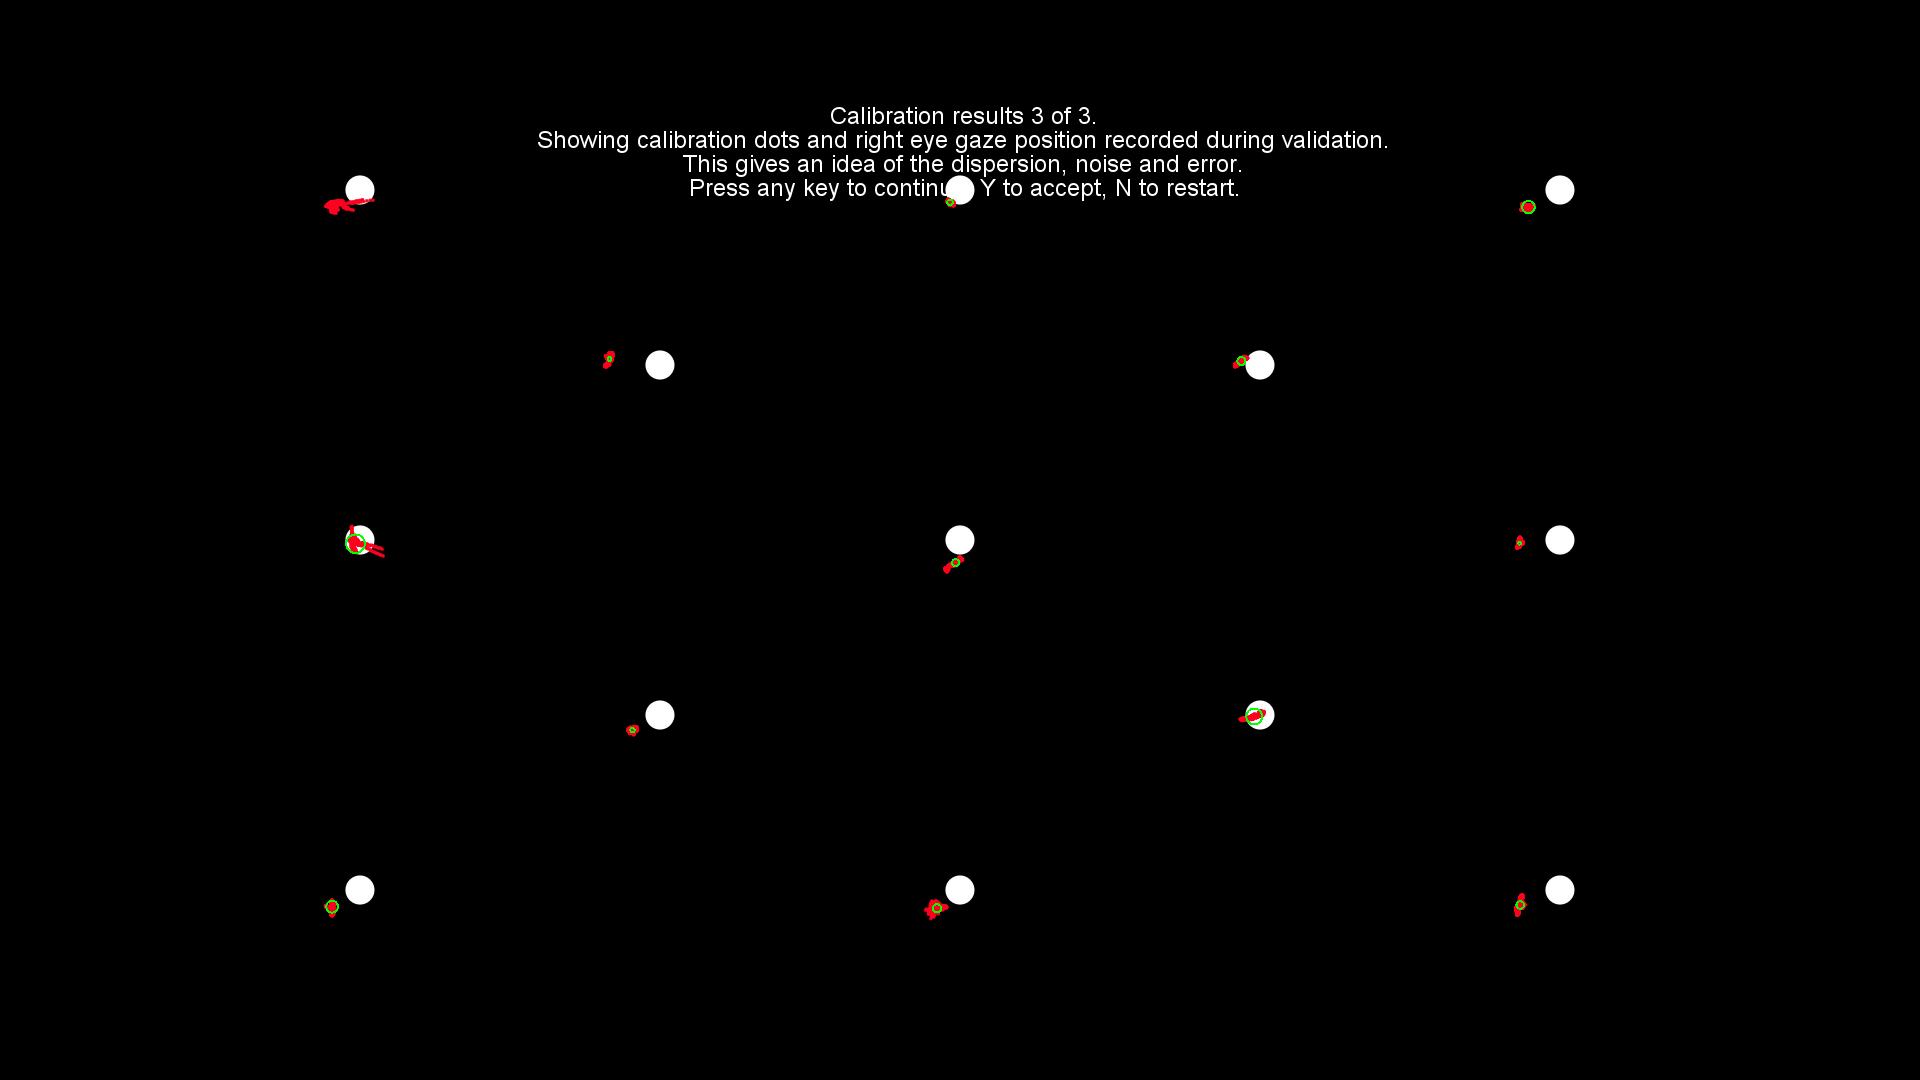 Calibration results 3 of 3.
Showing calibration dots and right eye gaze position recorded during validation.
This gives an idea of the dispersion, noise and error.
Press any key to continu Y to accept, N to restart.